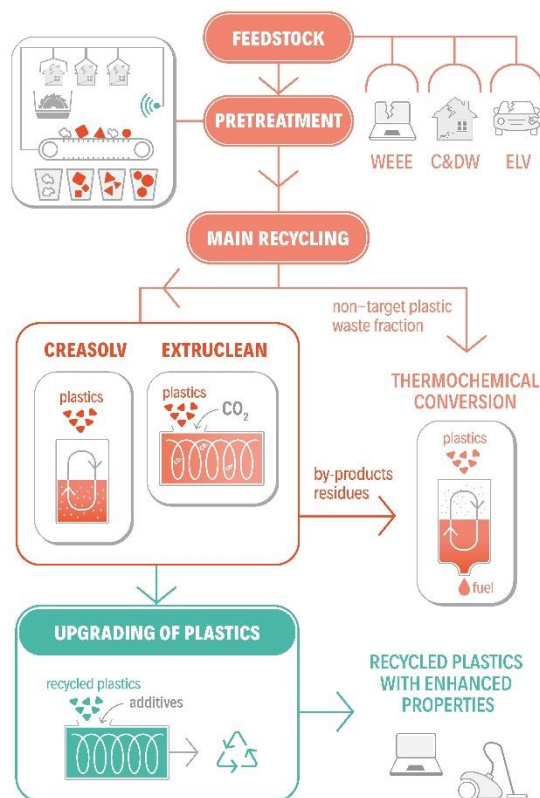 FEEDSTOCK
WEEE
C&DW
ELV
PRETREATMENT
MAIN RECYCLING
non-target plastic
waste fraction
CREASOLV
plastics
EXTRUCLEAN
plastics
CO₂
THERMOCHEMICAL
CONVERSION
plastics
fuel
by-products
residues
UPGRADING OF PLASTICS
recycled plastics
additives
RECYCLED PLASTICS
WITH ENHANCED
PROPERTIES